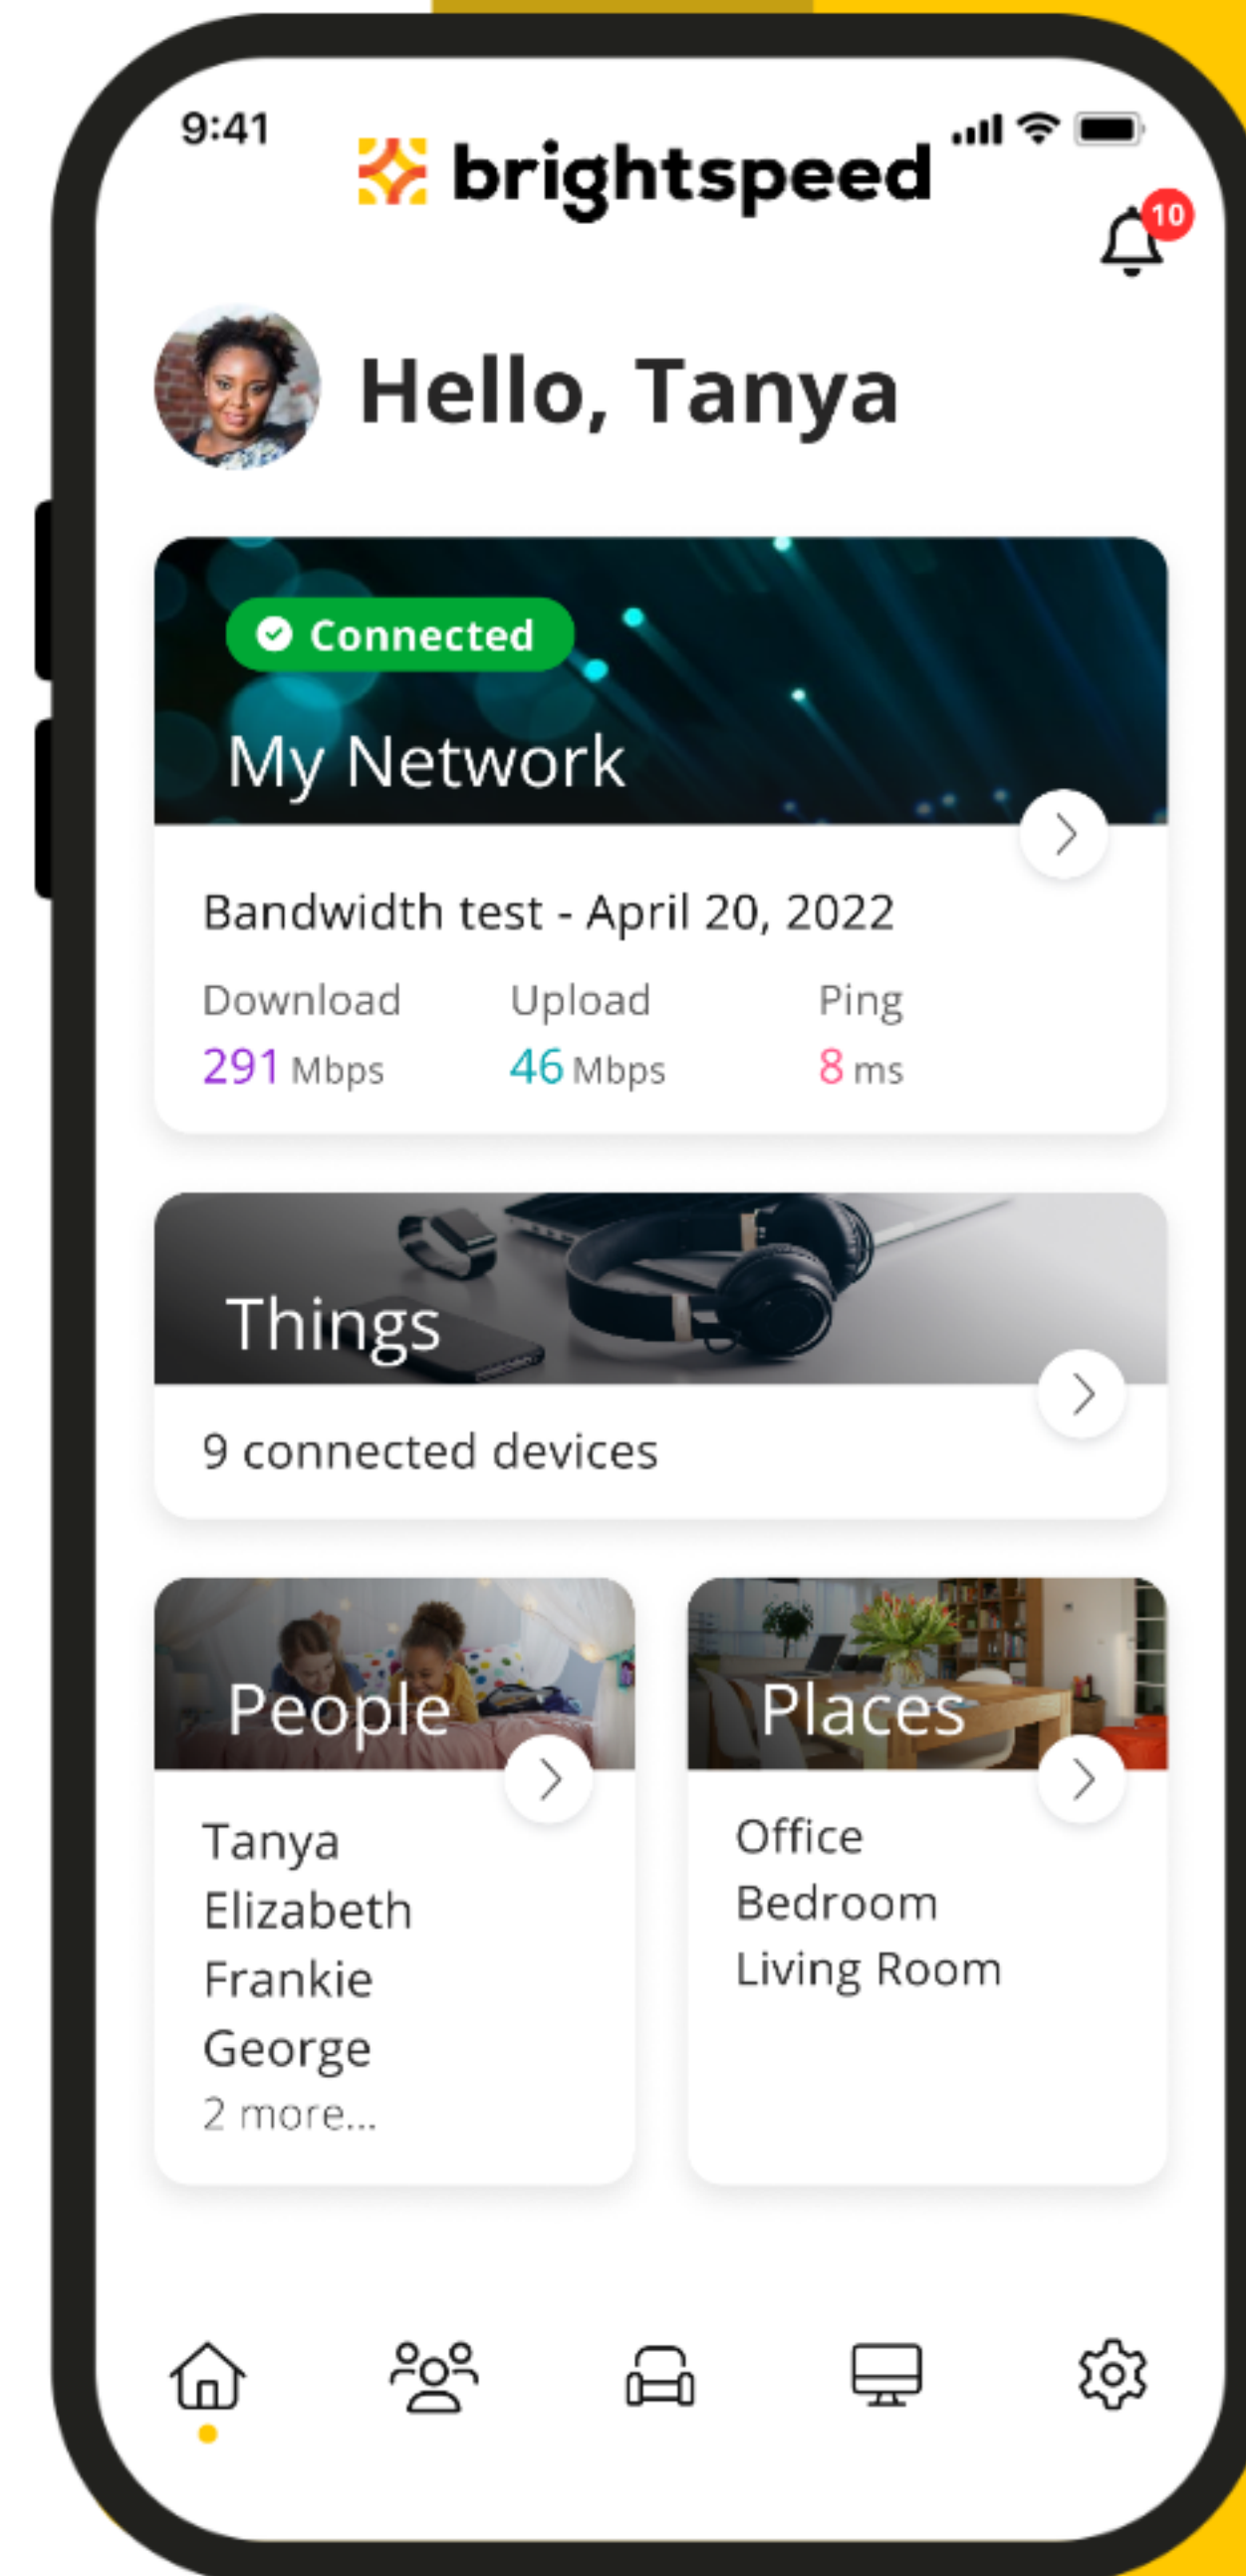 9:41
brightspeed
10
Hello, Tanya
Connected
My Network
Bandwidth test - April 20, 2022
Download Upload Ping
291 Mbps 46 Mbps 8 ms
Things
9 connected devices
People
Tanya
Elizabeth
Frankie
George
2 more...
Places
Office
Bedroom
Living Room